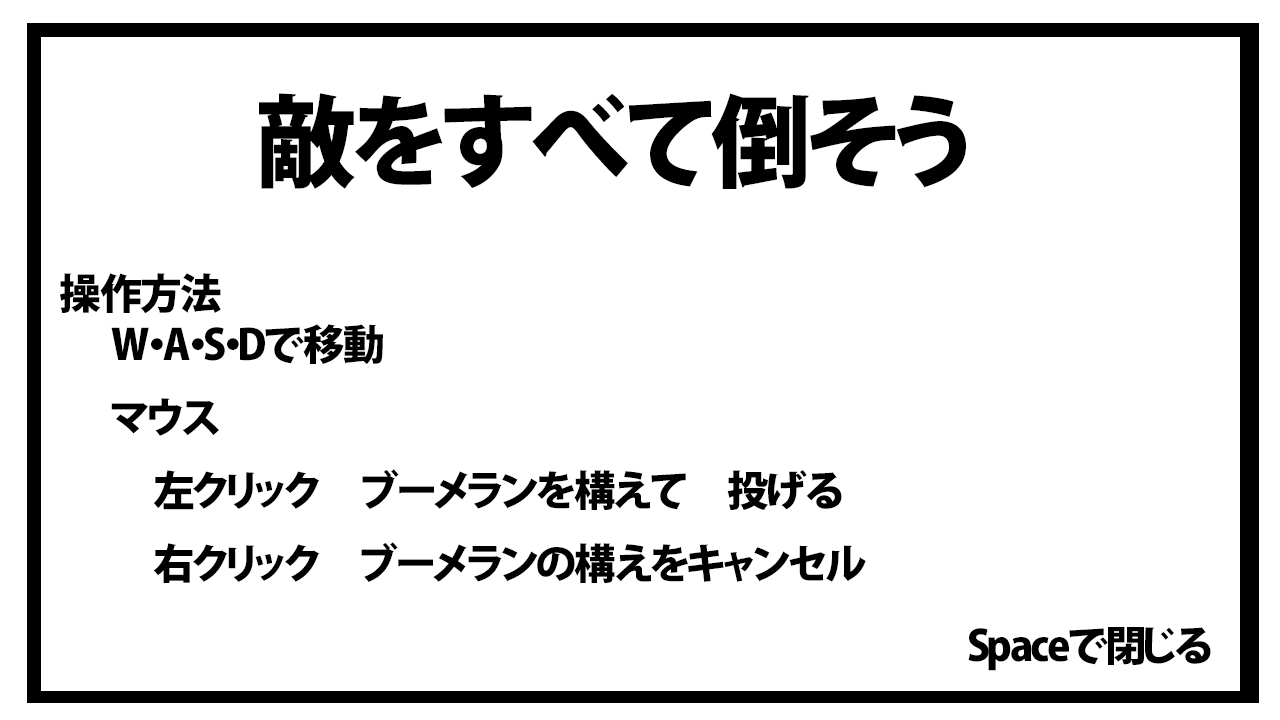 敵をすべて倒そう
操作方法
W・A・S・Dで移動
マウス
左クリック　ブーメランを構えて　投げる
右クリック　ブーメランの構えをキャンセル
Spaceで閉じる